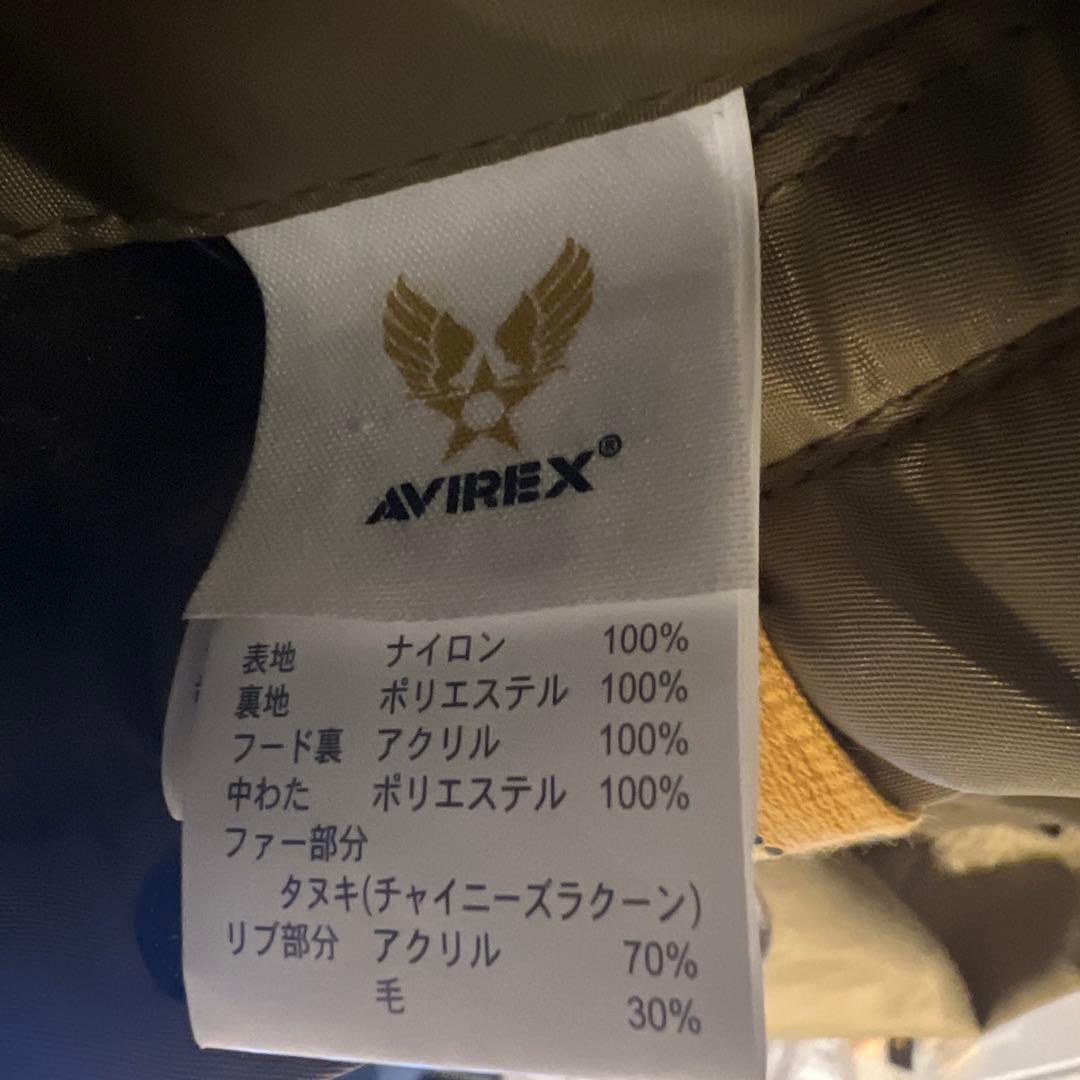 AVIREX®
表地 ナイロン 100%
裏地 ポリエステル 100%
フード裏 アクリル 100%
中わた ポリエステル 100%
ファー部分
タヌキ(チャイニーズラクーン)
リブ部分 アクリル 70%
毛 30%